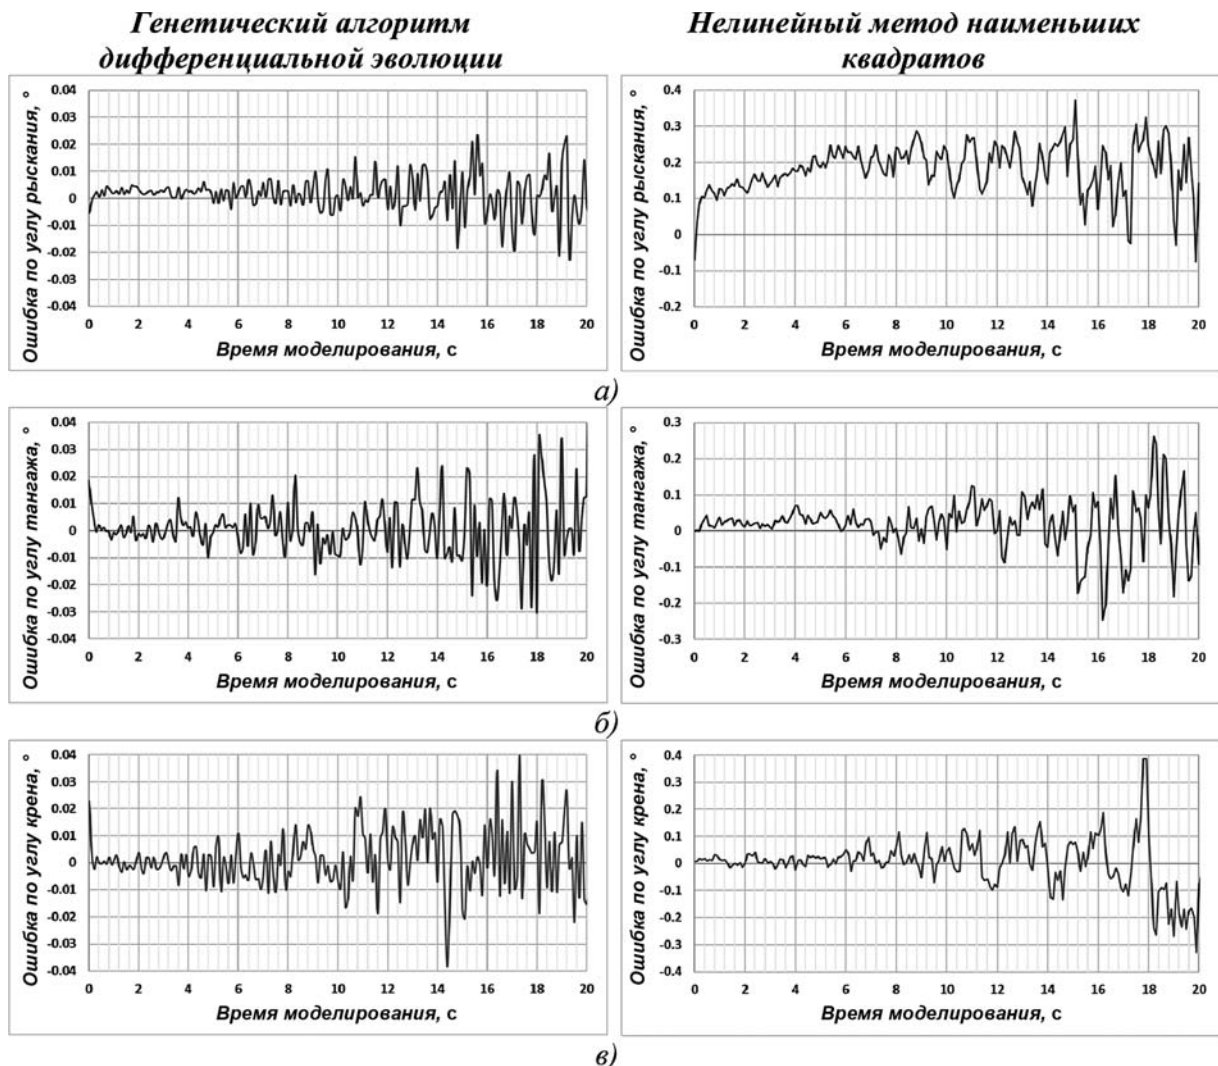 Генетический алгоритм
дифференциальной эволюции
Нелинейный метод наименьших
квадратов
Ошибка по углу рыскания, °
0.04
0.03
0.02
0.01
0
-0.01
-0.02
-0.03
-0.04
0 2 4 6 8 10 12 14 16 18 20
Время моделирования, с
Ошибка по углу рыскания, °
0.4
0.3
0.2
0.1
0
-0.1
-0.2
0 2 4 6 8 10 12 14 16 18 20
Время моделирования, с
а)
Ошибка по углу тангажа, °
0.04
0.03
0.02
0.01
0
-0.01
-0.02
-0.03
-0.04
0 2 4 6 8 10 12 14 16 18 20
Время моделирования, с
Ошибка по углу тангажа, °
0.3
0.2
0.1
0
-0.1
-0.2
-0.3
0 2 4 6 8 10 12 14 16 18 20
Время моделирования, с
б)
Ошибка по углу крена, °
0.04
0.03
0.02
0.01
0
-0.01
-0.02
-0.03
-0.04
0 2 4 6 8 10 12 14 16 18 20
Время моделирования, с
Ошибка по углу крена, °
0.4
0.3
0.2
0.1
0
-0.1
-0.2
-0.3
-0.4
0 2 4 6 8 10 12 14 16 18 20
Время моделирования, с
в)